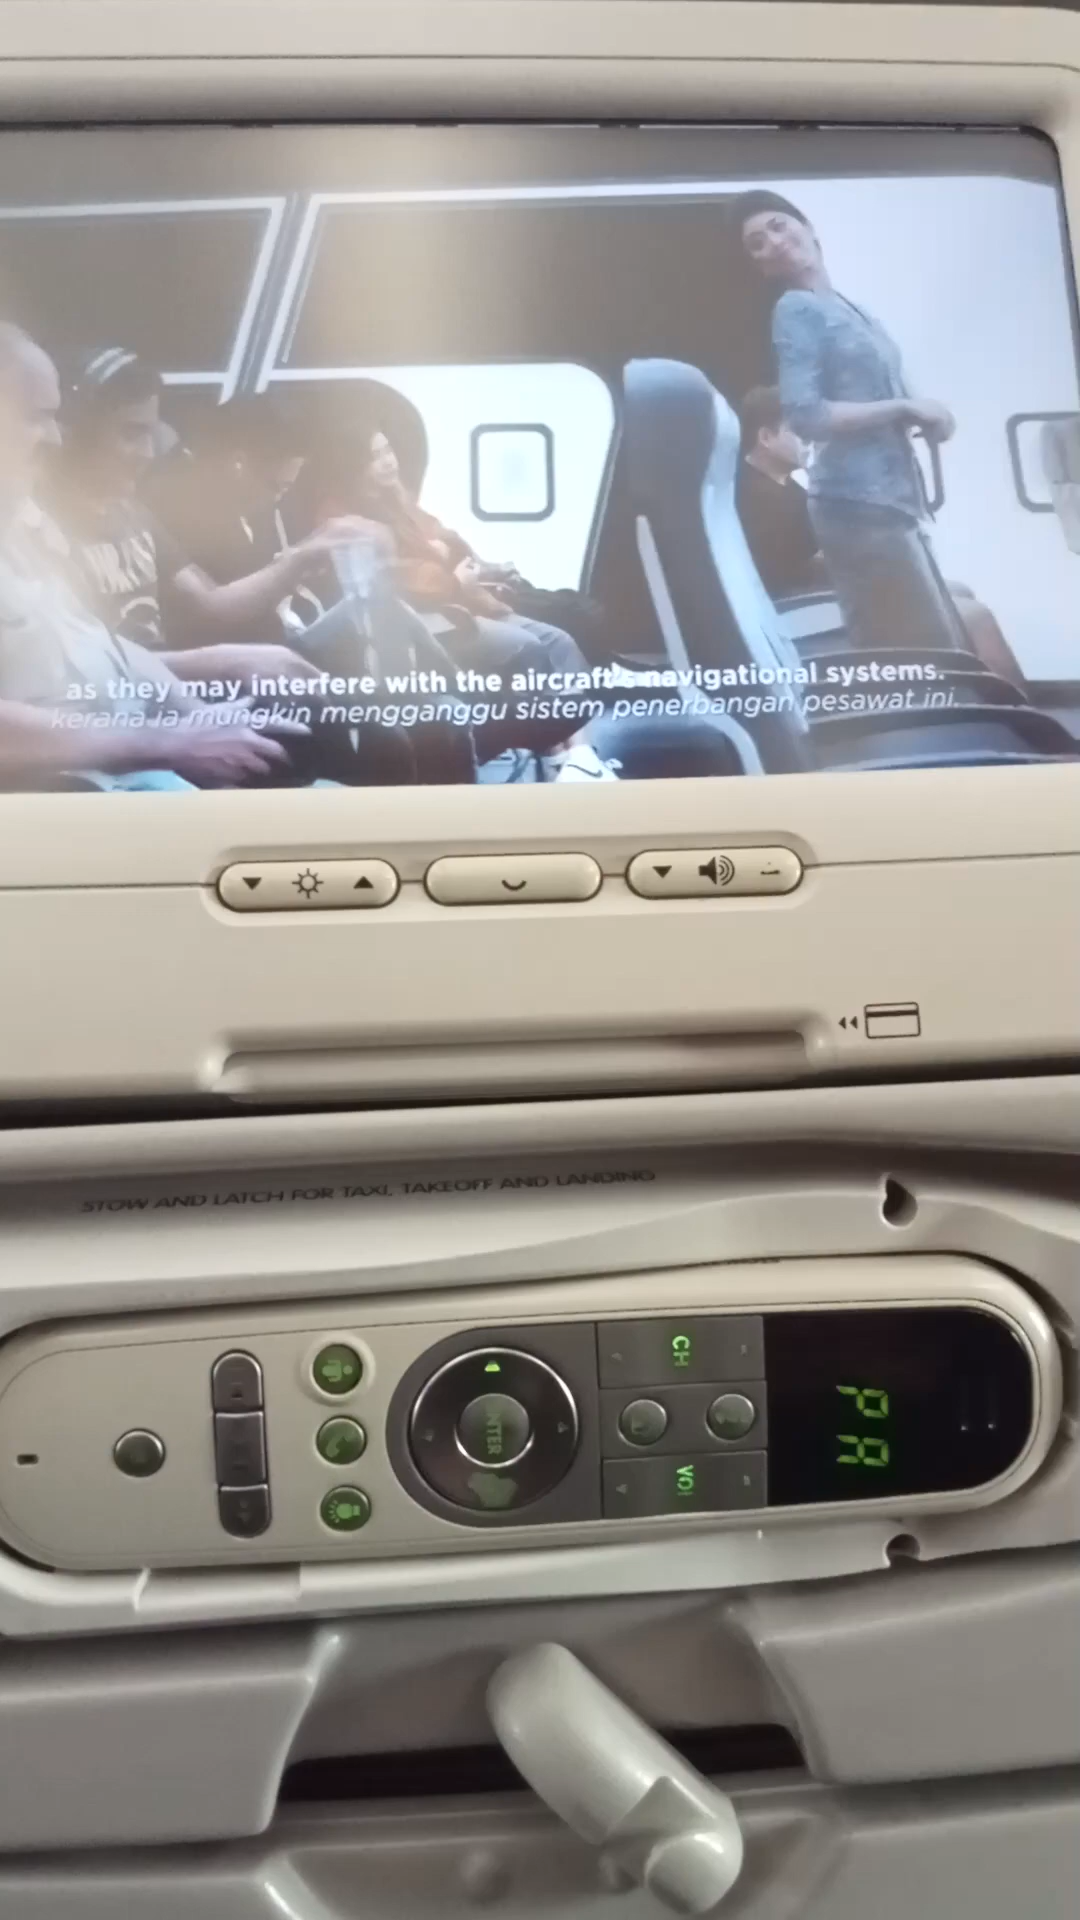 as they may interfere with the aircraft's navigational systems.
kerana ia mungkin mengganggu sistem penerbangan pesawat ini.
STOW AND LATCH FOR TAXI, TAKEOFF AND LANDING
CH
ENTER
VOL
PA